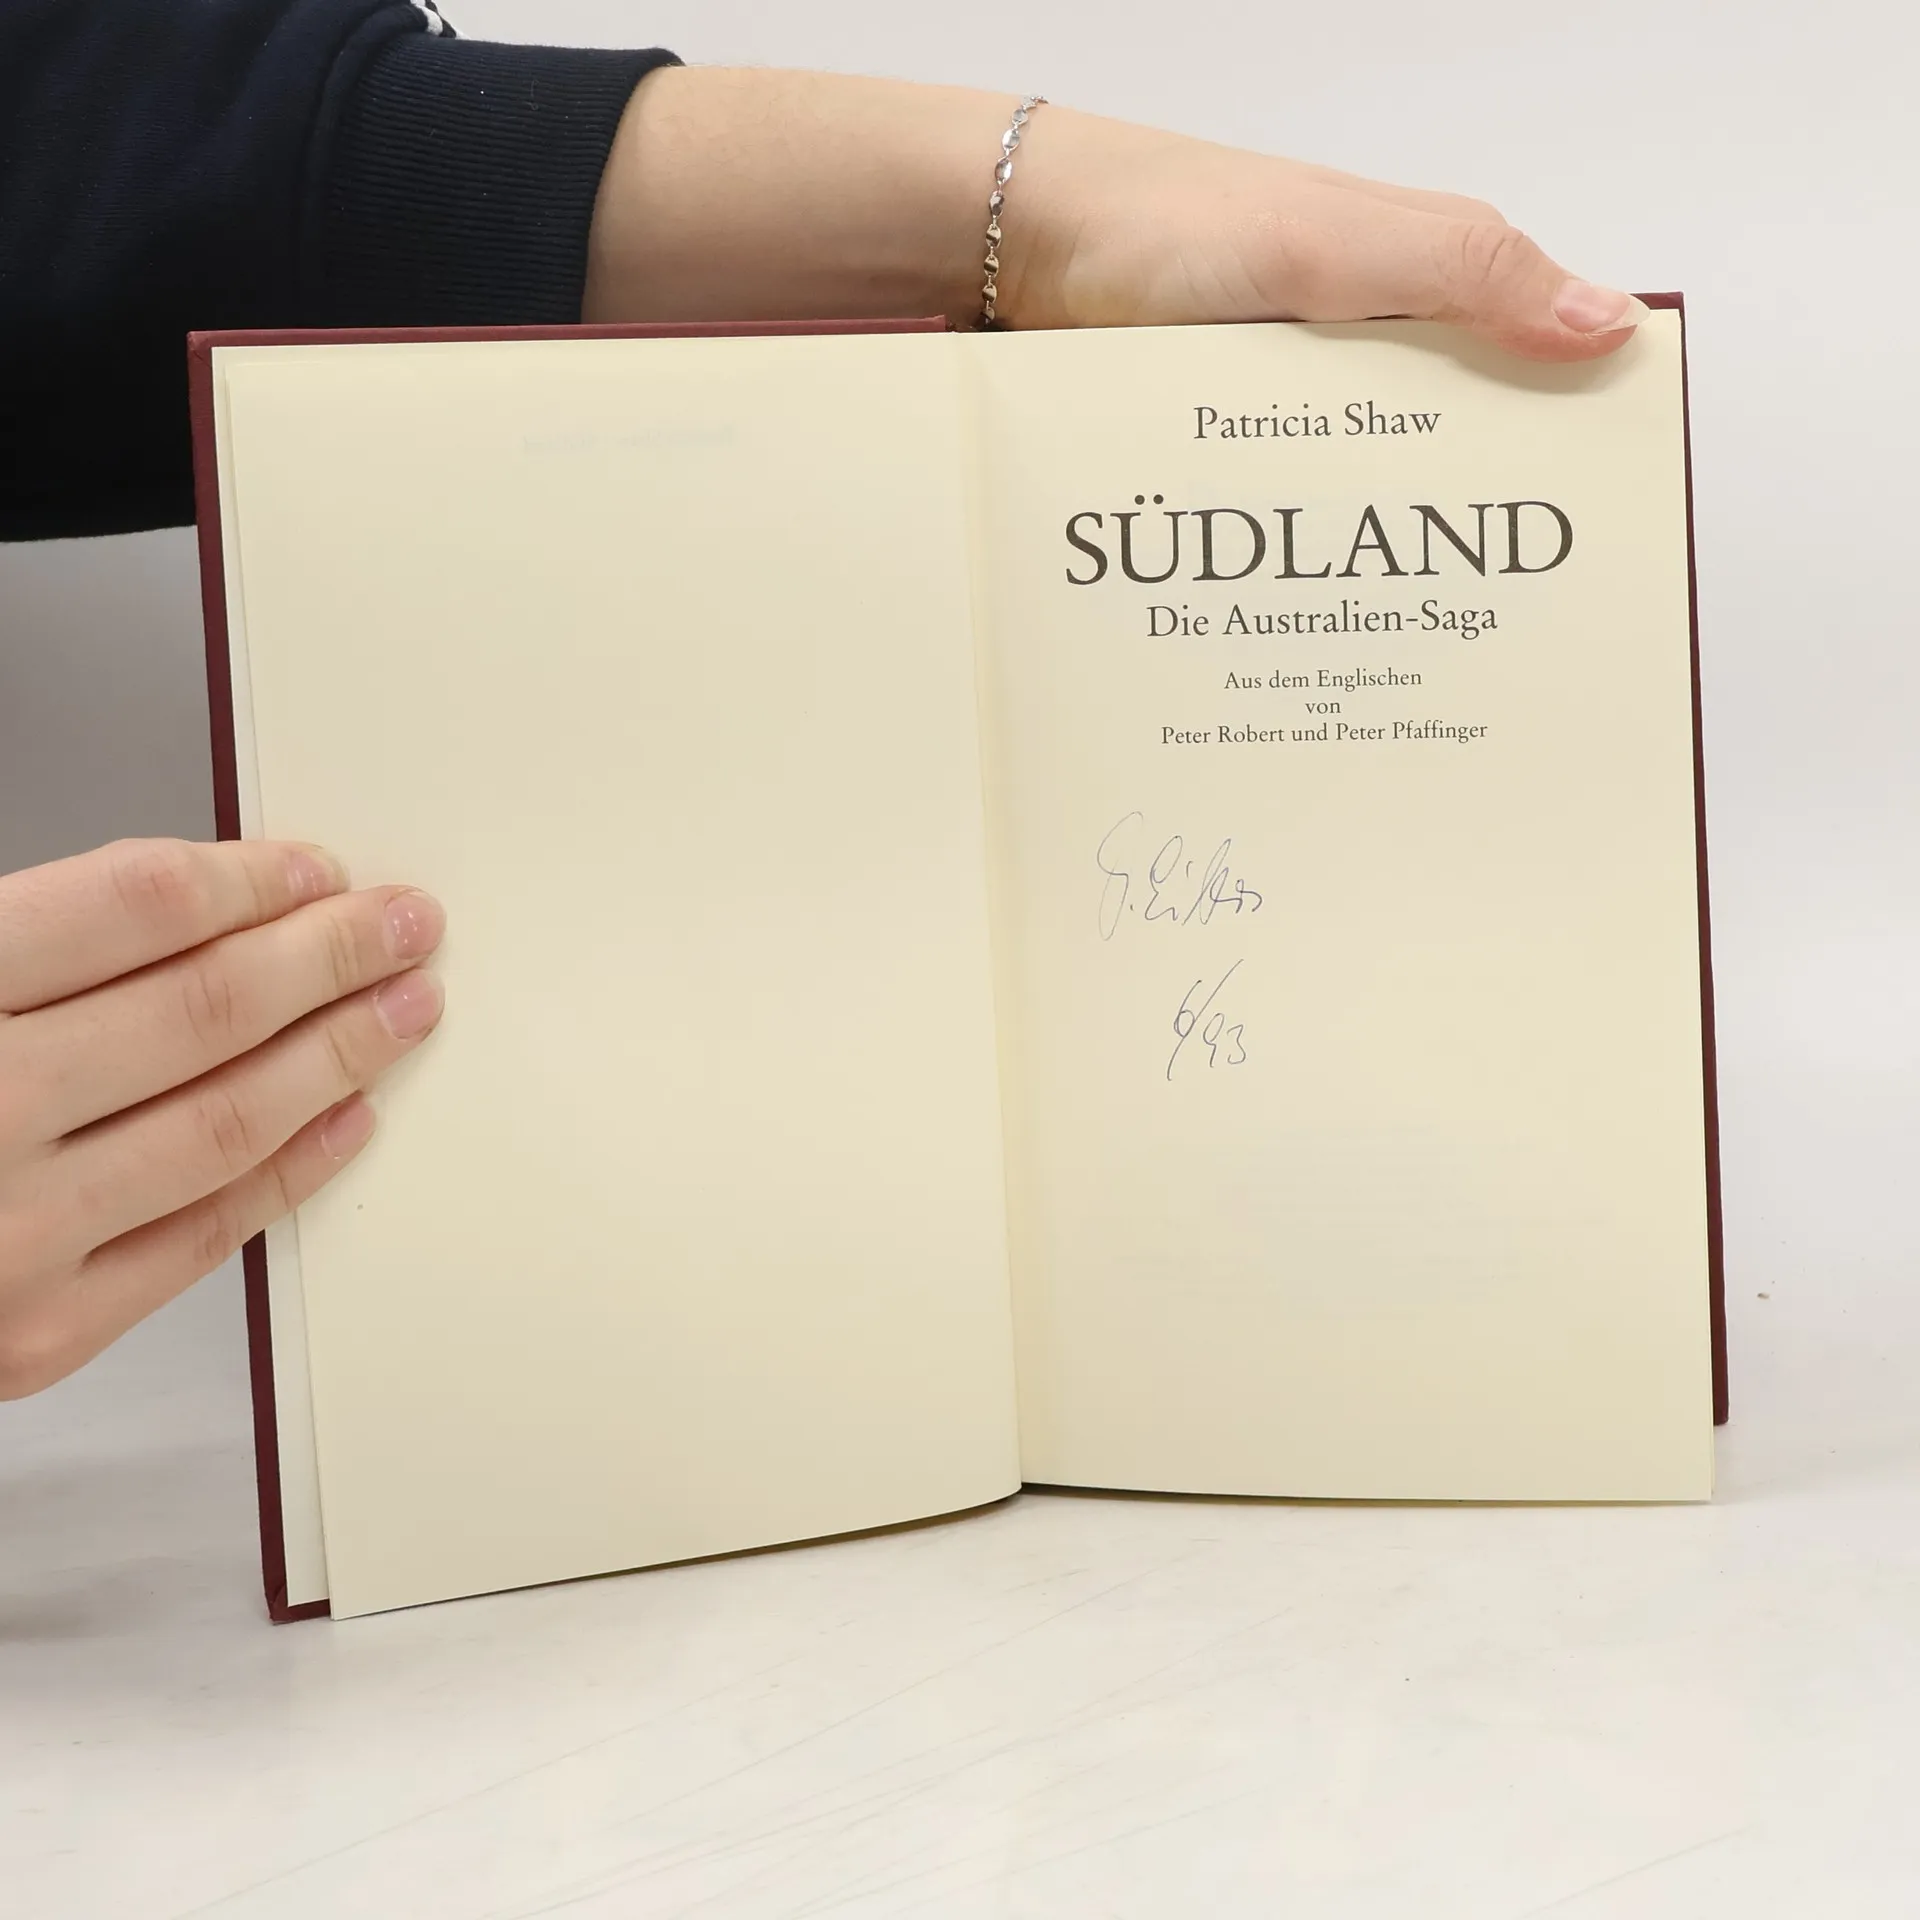 Patricia Shaw
SÜDLAND
Die Australien-Saga
Aus dem Englischen
von
Peter Robert und Peter Pfaffinger
6/93